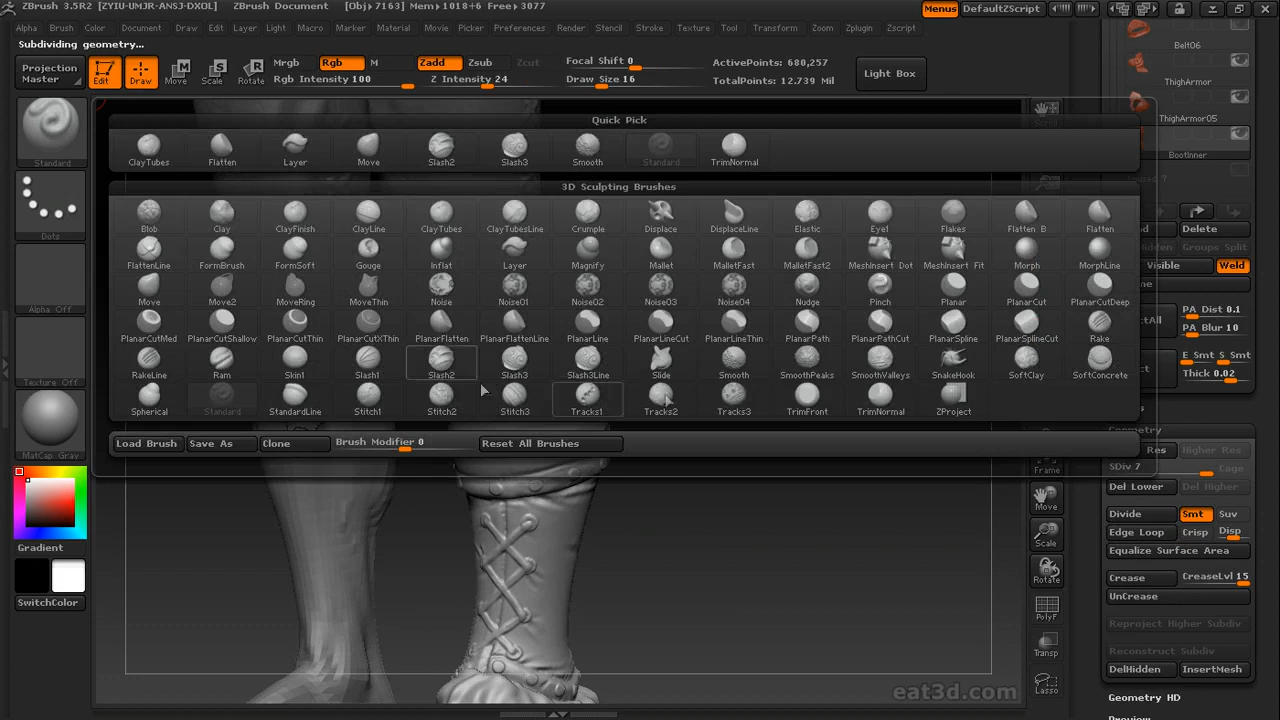 ZBrush 3.5R2 [ZYIU-UMJR-ANSJ-DXOL] ZBrush Document [Obj▸7163] Mem▸1018+6 Free▸3077 Menus DefaultZScript
Alpha Brush Color Document Draw Edit Layer Light Macro Marker Material Movie Picker Preferences Render Stencil Stroke Texture Tool Transform Zoom Zplugin Zscript
Subdividing geometry...
Belt06
Projection Master Edit Draw Move Scale Rotate
Mrgb Rgb M Zadd Zsub Zcut Focal Shift 0 ActivePoints: 680,257
Rgb Intensity 100 Z Intensity 24 Draw Size 16 TotalPoints: 12.739 Mil
Light Box
ThighArmor
ThighArmor05
BootInner
Quick Pick
ClayTubes Flatten Layer Move Slash2 Slash3 Smooth Standard TrimNormal
3D Sculpting Brushes
Blob Clay ClayFinish ClayLine ClayTubes ClayTubesLine Crumple Displace DisplaceLine Elastic Eye1 Flakes Flatten B Flatten
FlattenLine FormBrush FormSoft Gouge Inflat Layer Magnify Mallet MalletFast MalletFast2 MeshInsert Dot MeshInsert Fit Morph MorphLine
Move Move2 MoveRing MoveThin Noise Noise01 Noise02 Noise03 Noise04 Nudge Pinch Planar PlanarCut PlanarCutDeep
PlanarCutMed PlanarCutShallow PlanarCutThin PlanarCutXThin PlanarFlatten PlanarFlattenLine PlanarLine PlanarLineCut PlanarLineThin PlanarPath PlanarPathCut PlanarSpline PlanarSplineCut Rake
RakeLine Ram Skin1 Slash1 Slash2 Slash3 Slash3Line Slide Smooth SmoothPeaks SmoothValleys SnakeHook SoftClay SoftConcrete
Spherical Standard StandardLine Stitch1 Stitch2 Stitch3 Tracks1 Tracks2 Tracks3 TrimFront TrimNormal ZProject
Load Brush Save As Clone Brush Modifier 0 Reset All Brushes
Standard
Dots
Alpha Off
Texture Off
MatCap Gray
Gradient
SwitchColor
Frame
Move
Scale
Rotate
PolyF
Transp
Lasso
Delete
Groups Split
Visible Weld
PA Dist 0.1
PA Blur 10
E Smt S Smt
Thick 0.02
Geometry
Res Higher Res
SDiv 7 Cage
Del Lower Del Higher
Divide Smt Suv
Edge Loop Crisp Disp
Equalize Surface Area
Crease CreaseLvl 15
UnCrease
Reproject Higher Subdiv
Reconstruct Subdiv
DelHidden InsertMesh
Geometry HD
eat3d.com